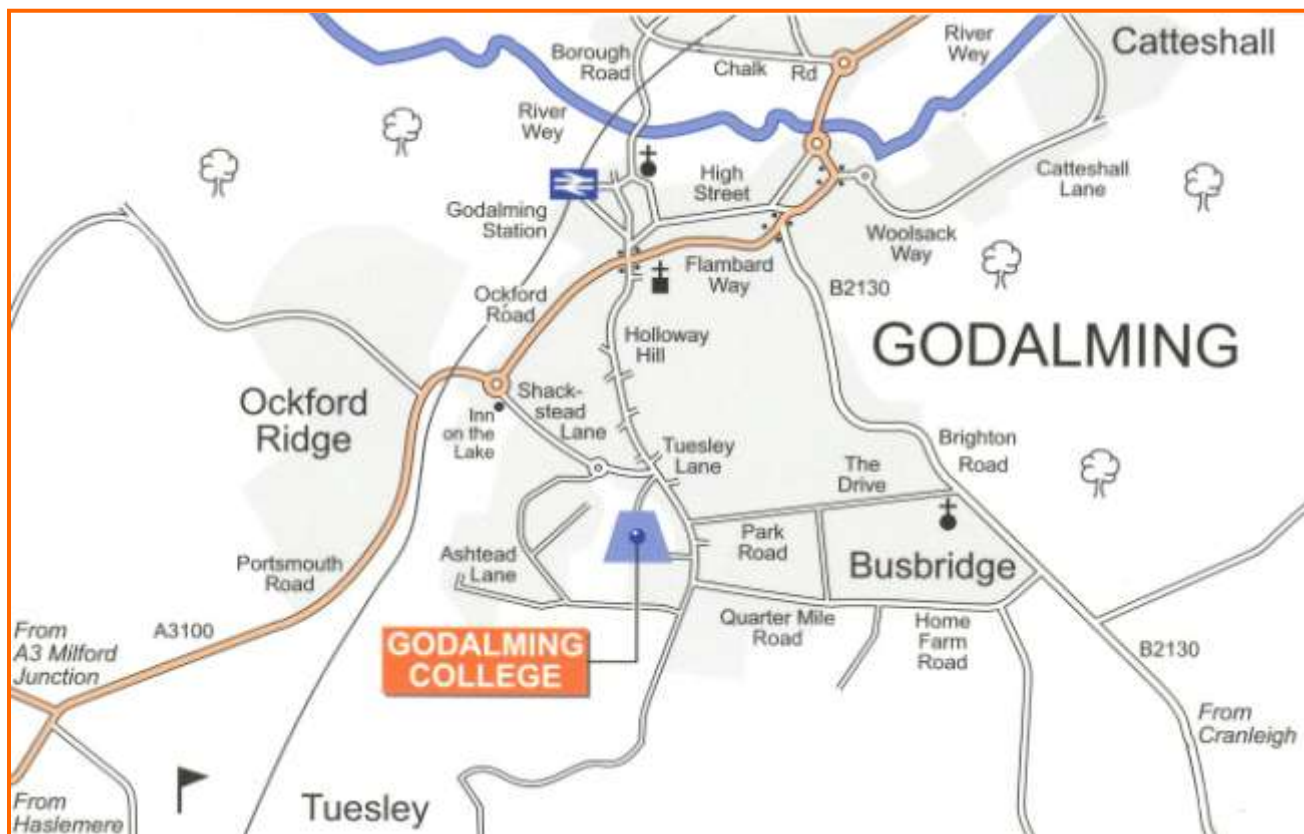 Borough
Road
Chalk
Rd
River
Wey
Catteshall
River
Wey
High
Street
Catteshall
Lane
Godalming
Station
Woolsack
Way
Flambard
Way
B2130
Ockford
Road
Holloway
Hill
GODALMING
Ockford
Ridge
Inn
on the
Lake
Shack-
stead
Lane
Tuesley
Lane
The
Drive
Brighton
Road
Portsmouth
Road
Ashtead
Lane
Park
Road
Busbridge
A3100
From
A3 Milford
Junction
GODALMING
COLLEGE
Quarter Mile
Road
Home
Farm
Road
B2130
From
Cranleigh
From
Haslemere
Tuesley